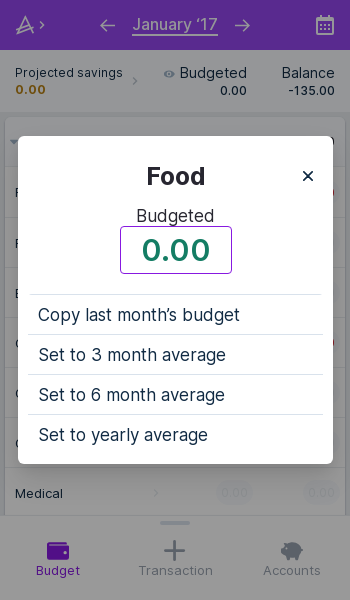 January ‘17
Projected savings
0.00
Budgeted
0.00
Balance
-135.00
Food
Budgeted
0.00
Copy last month’s budget
Set to 3 month average
Set to 6 month average
Set to yearly average
Medical
0.00
0.00
Budget
Transaction
Accounts